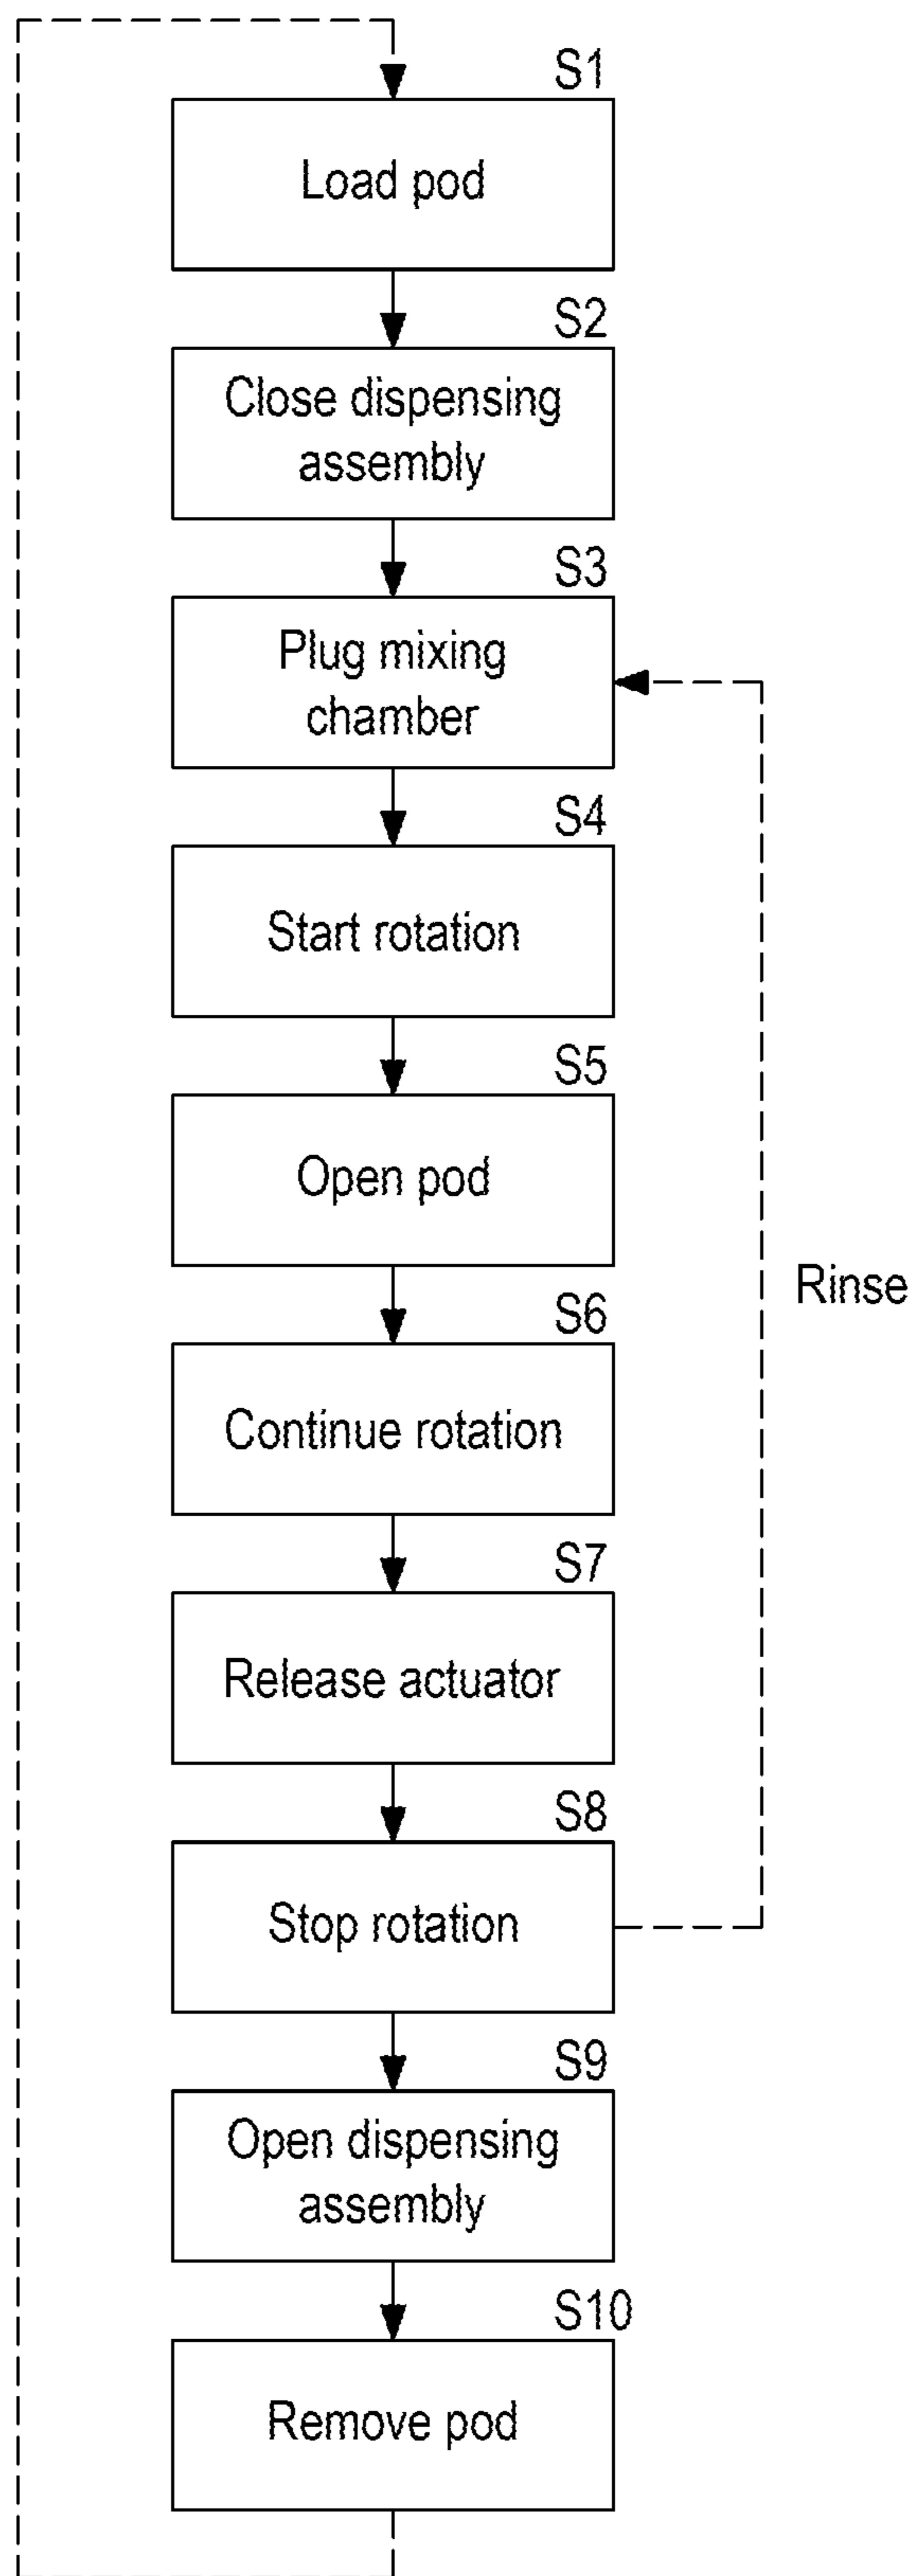 S1
Load pod
S2
Close dispensing
assembly
S3
Plug mixing
chamber
S4
Start rotation
S5
Open pod
Rinse
S6
Continue rotation
S7
Release actuator
S8
Stop rotation
S9
Open dispensing
assembly
S10
Remove pod